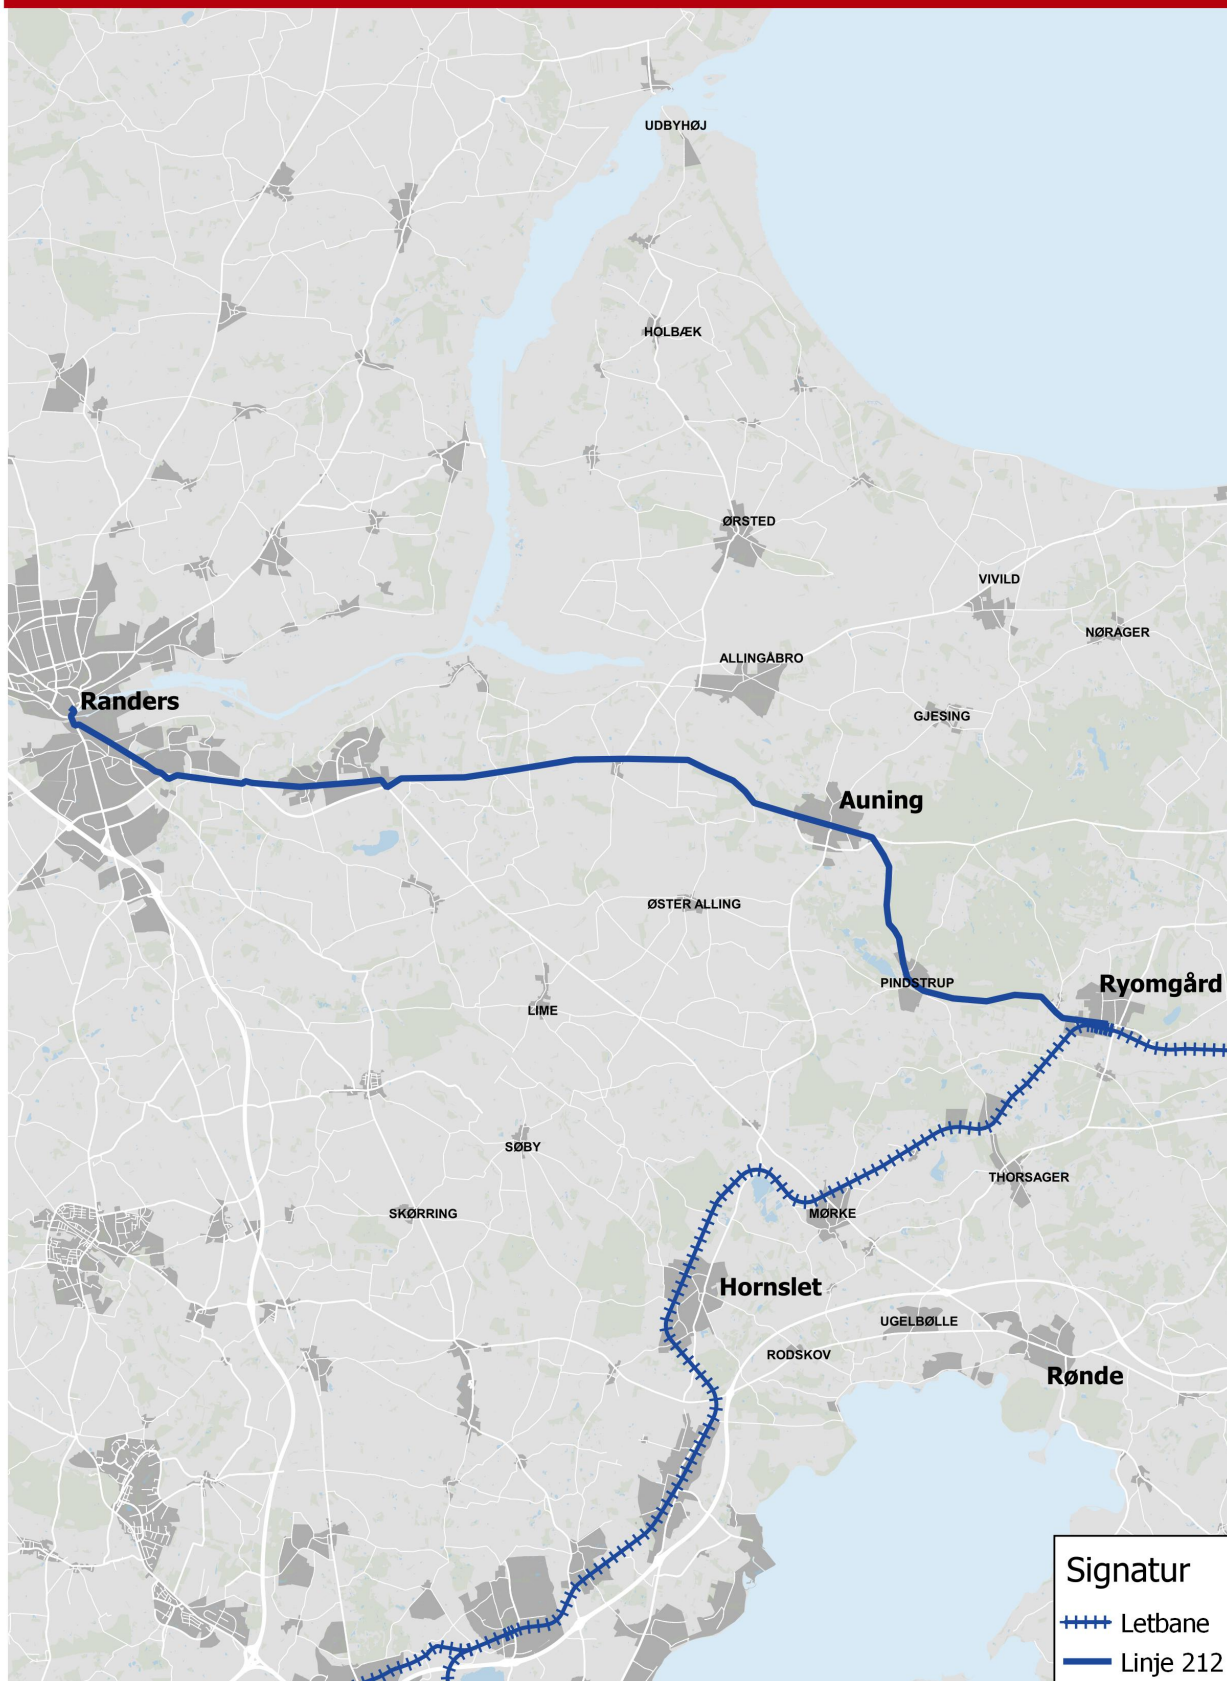 UDBYHØJ
HOLBÆK
ØRSTED
VIVILD
NØRAGER
ALLINGÅBRO
Randers
GJESING
Auning
ØSTER ALLING
PINDSTRUP
Ryomgård
LIME
SØBY
THORSAGER
SKØRRING
MØRKE
Hornslet
UGELBØLLE
RODSKOV
Rønde
Signatur
Letbane
Linje 212